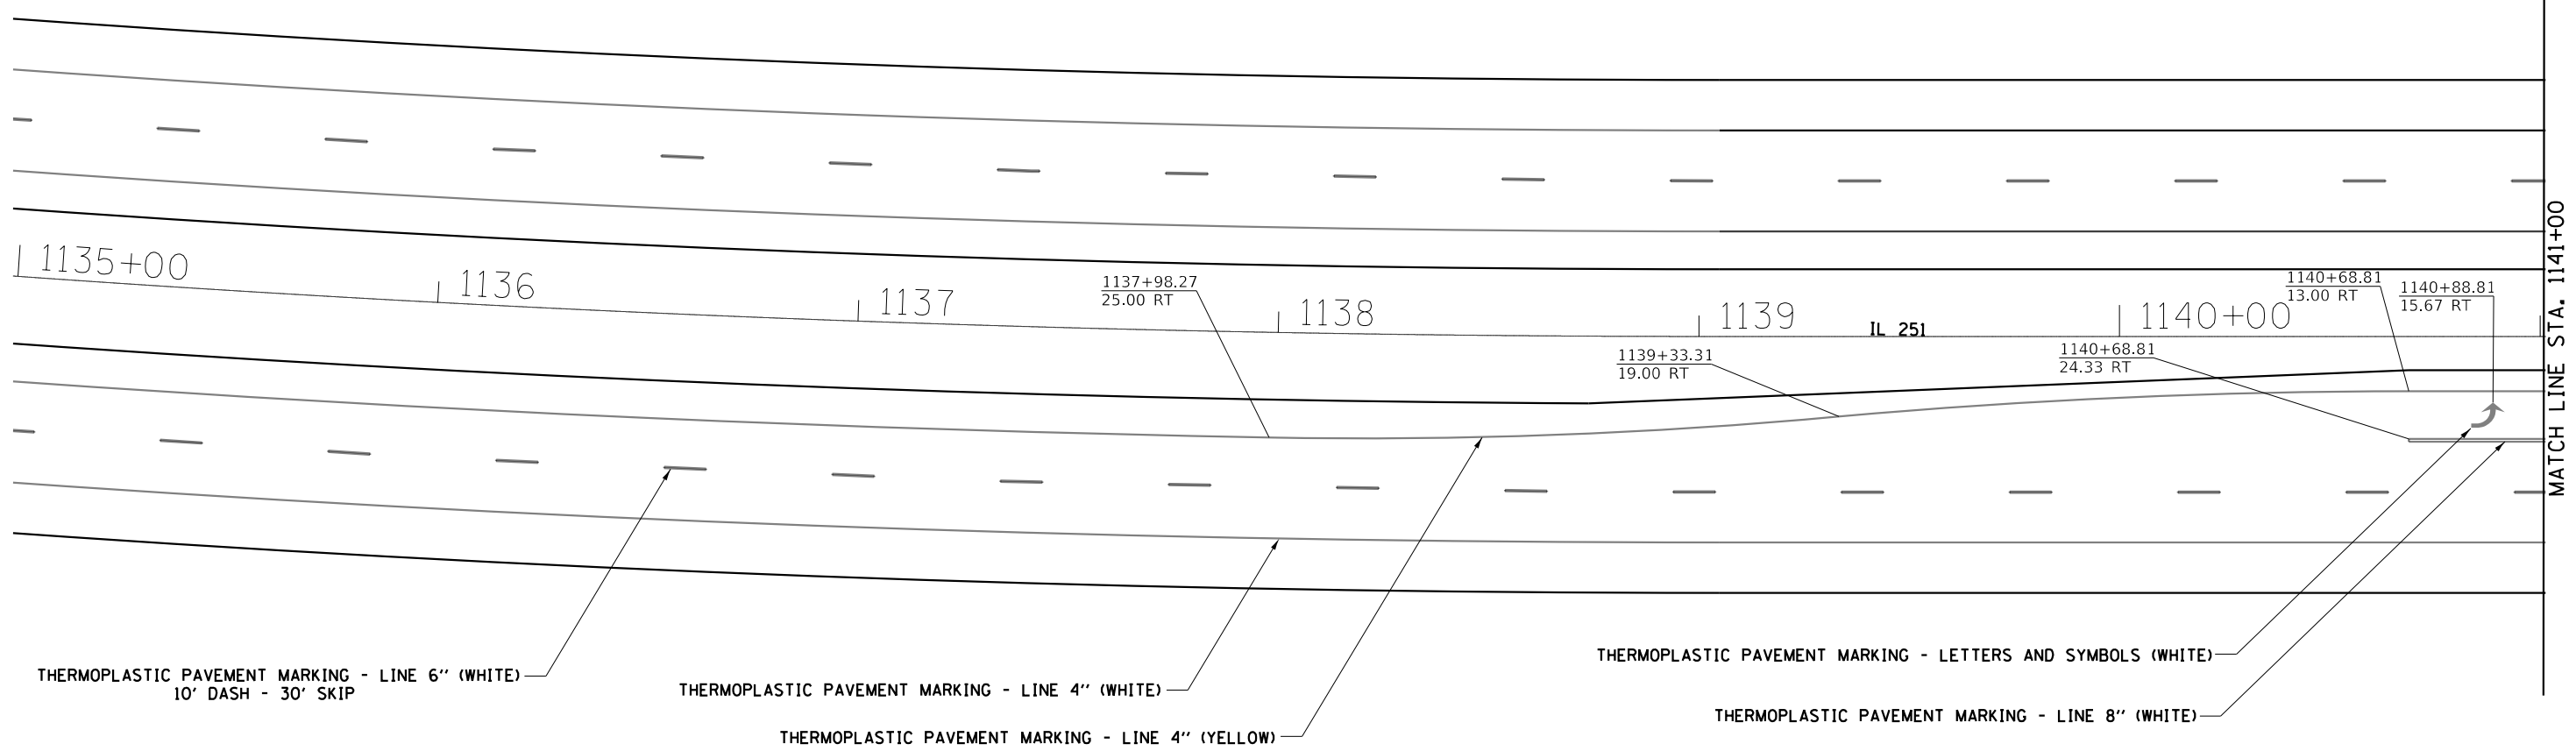 1135+00
1136
1137
1138
1139
1140+00
IL 251
1137+98.27
25.00 RT
1139+33.31
19.00 RT
1140+68.81
24.33 RT
1140+68.81
13.00 RT
1140+88.81
15.67 RT
MATCH LINE STA. 1141+00
THERMOPLASTIC PAVEMENT MARKING - LINE 6'' (WHITE)
10' DASH - 30' SKIP
THERMOPLASTIC PAVEMENT MARKING - LINE 4'' (WHITE)
THERMOPLASTIC PAVEMENT MARKING - LINE 4'' (YELLOW)
THERMOPLASTIC PAVEMENT MARKING - LETTERS AND SYMBOLS (WHITE)
THERMOPLASTIC PAVEMENT MARKING - LINE 8'' (WHITE)